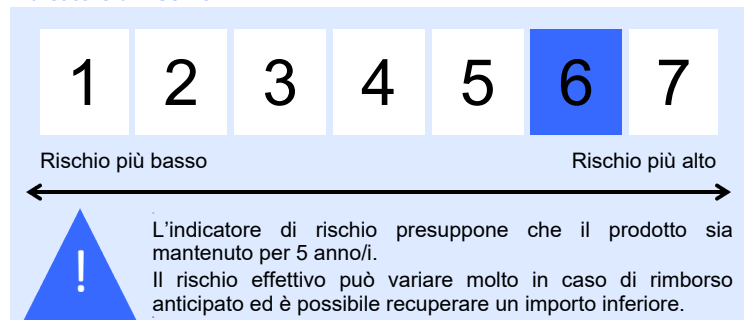 1 2 3 4 5 6 7
Rischio più basso Rischio più alto
!
L'indicatore di rischio presuppone che il prodotto sia
mantenuto per 5 anno/i.
Il rischio effettivo può variare molto in caso di rimborso
anticipato ed è possibile recuperare un importo inferiore.